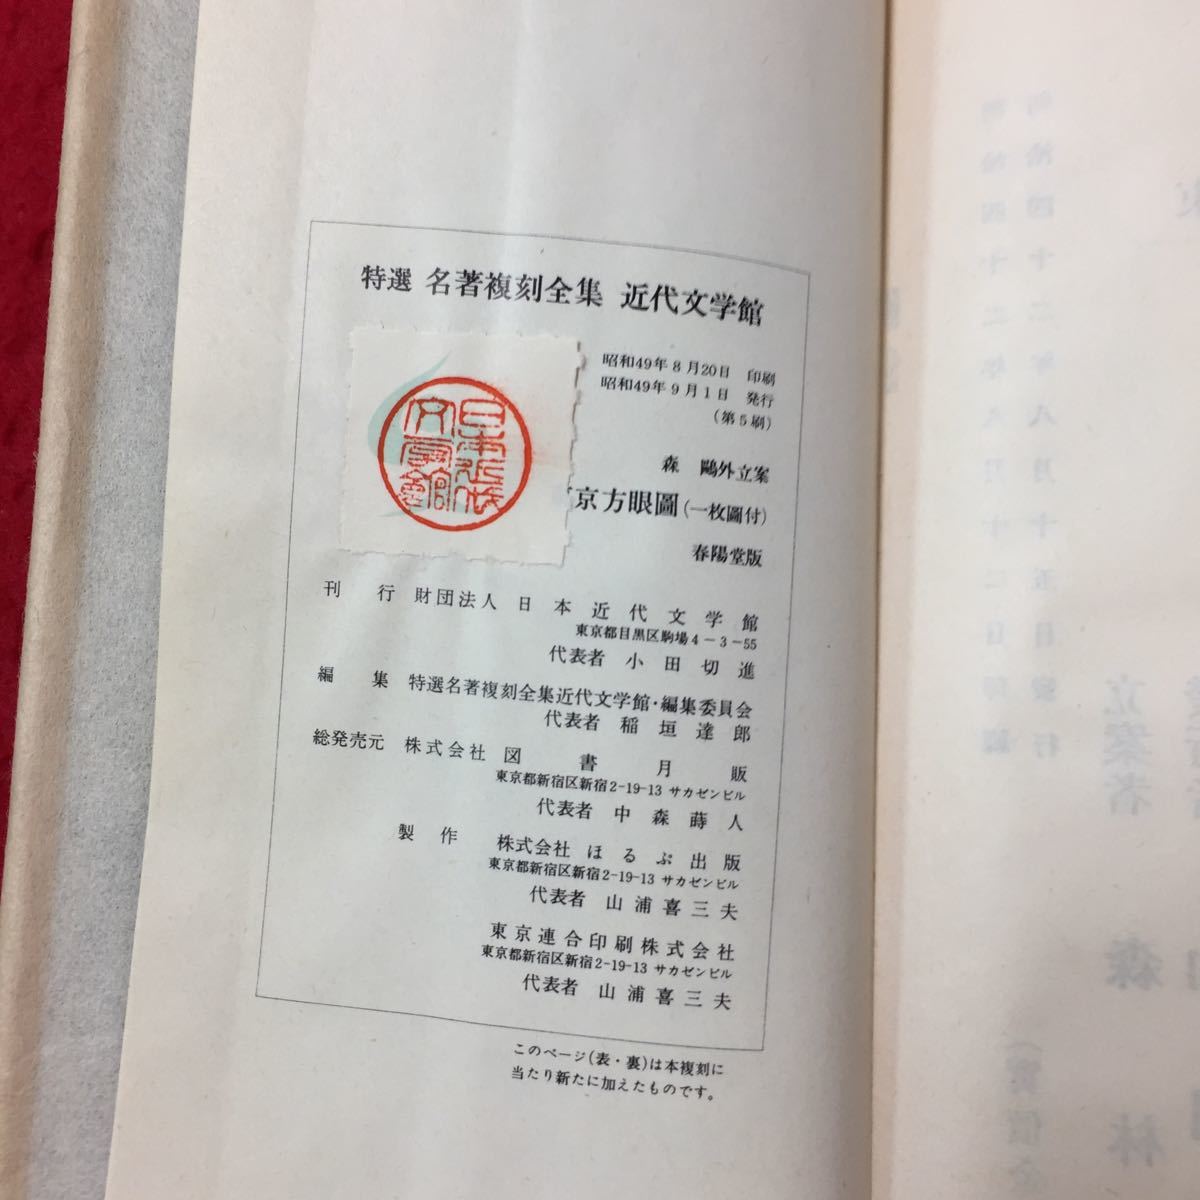 特選 名著複刻全集 近代文学館
昭和49年8月20日 印刷
昭和49年9月1日 発行
(第5刷)
森 鷗外立案
京方眼圖(一枚圖付)
春陽堂版
刊 行 財団法人 日本近代文学館
東京都目黒区駒場4-3-55
代表者 小田切進
編 集 特選名著複刻全集近代文学館・編集委員会
代表者 稲垣達郎
総発売元 株式会社 図書月販
東京都新宿区新宿2-19-13 サカゼンビル
代表者 中森蒔人
製 作 株式会社 ほるぷ出版
東京都新宿区新宿2-19-13 サカゼンビル
代表者 山浦喜三夫
東京連合印刷株式会社
東京都新宿区新宿2-19-13 サカゼンビル
代表者 山浦喜三夫
このページ(表・裏)は本複刻に
当たり新たに加えたものです。
日本近代文学館